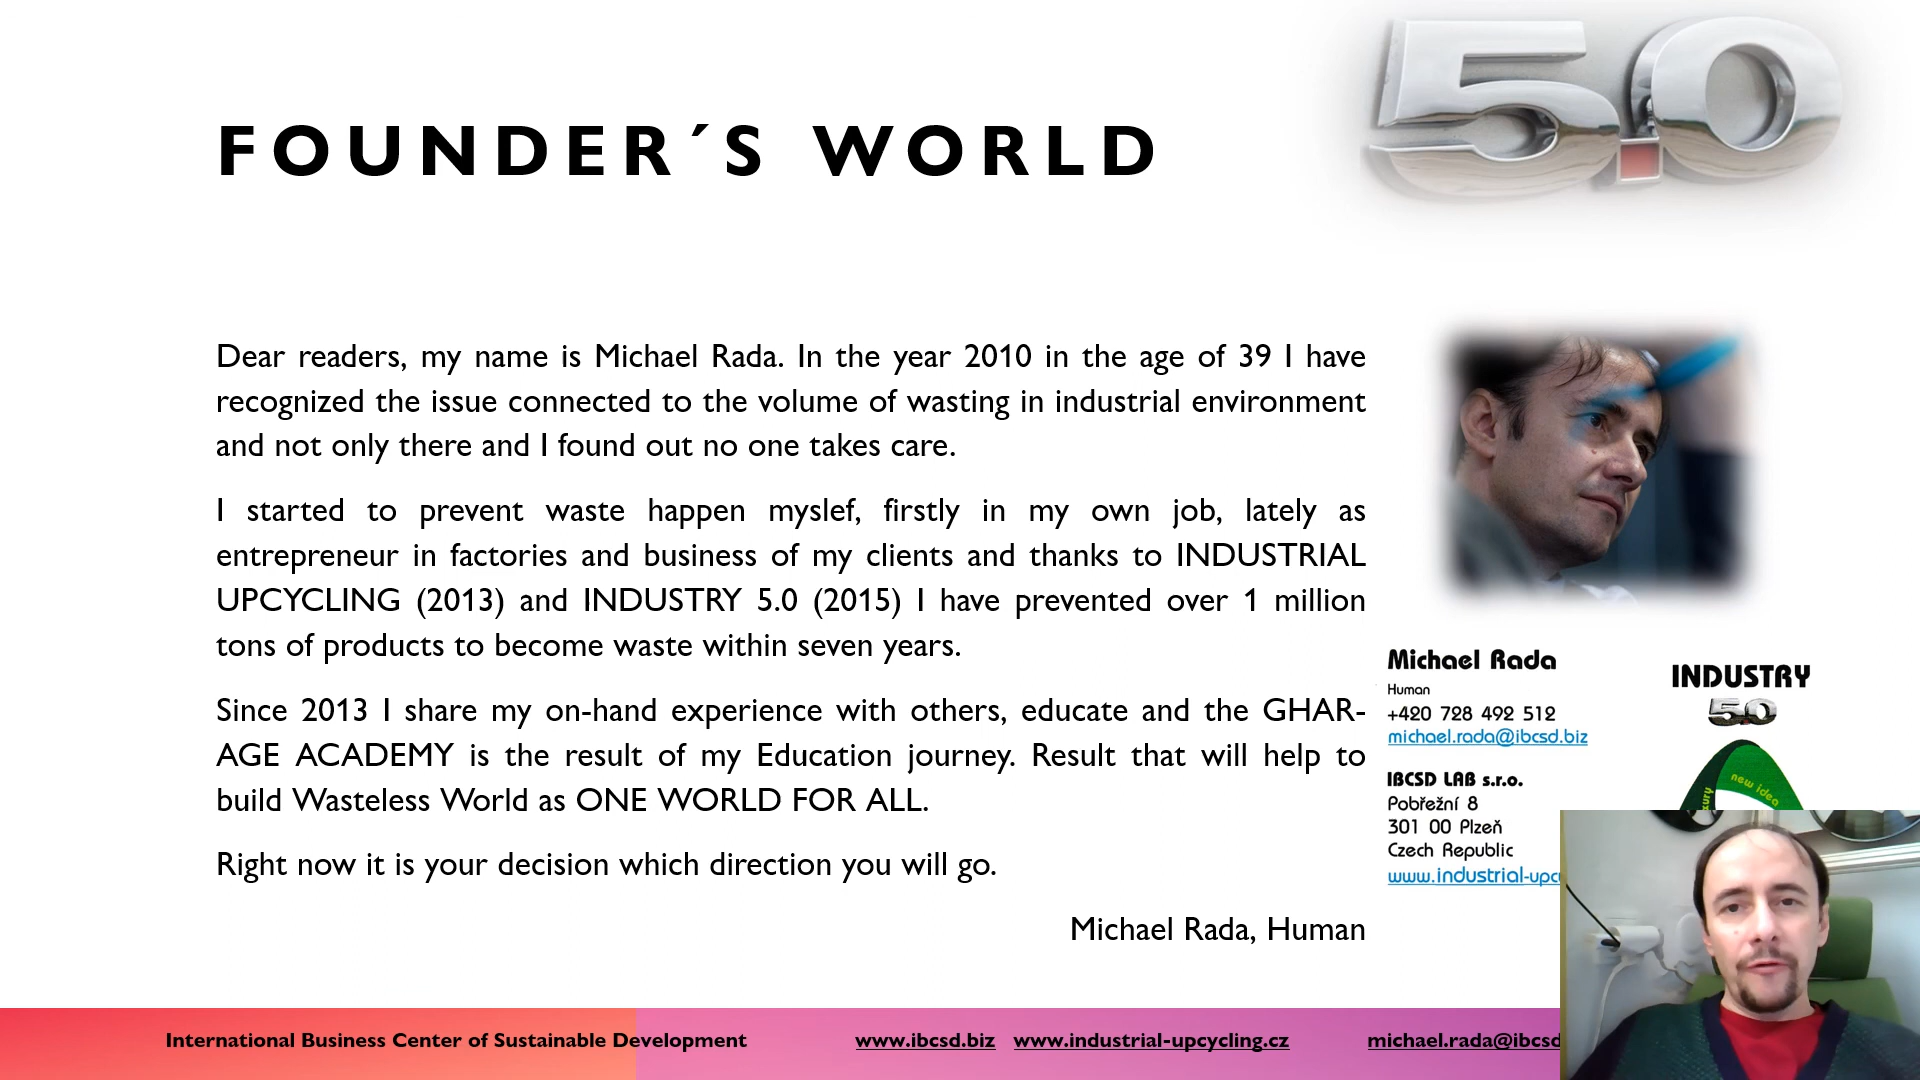 5.0
FOUNDER´S WORLD
Dear readers, my name is Michael Rada. In the year 2010 in the age of 39 I have
recognized the issue connected to the volume of wasting in industrial environment
and not only there and I found out no one takes care.
I started to prevent waste happen myslef, firstly in my own job, lately as
entrepreneur in factories and business of my clients and thanks to INDUSTRIAL
UPCYCLING (2013) and INDUSTRY 5.0 (2015) I have prevented over 1 million
tons of products to become waste within seven years.
Since 2013 I share my on-hand experience with others, educate and the GHAR-
AGE ACADEMY is the result of my Education journey. Result that will help to
build Wasteless World as ONE WORLD FOR ALL.
Right now it is your decision which direction you will go.
Michael Rada, Human
Michael Rada
Human
+420 728 492 512
michael.rada@ibcsd.biz
IBCSD LAB s.r.o.
Pobřežní 8
301 00 Plzeň
Czech Republic
www.industrial-upc
INDUSTRY
5.0
new idea
International Business Center of Sustainable Development www.ibcsd.biz www.industrial-upcycling.cz michael.rada@ibcsd